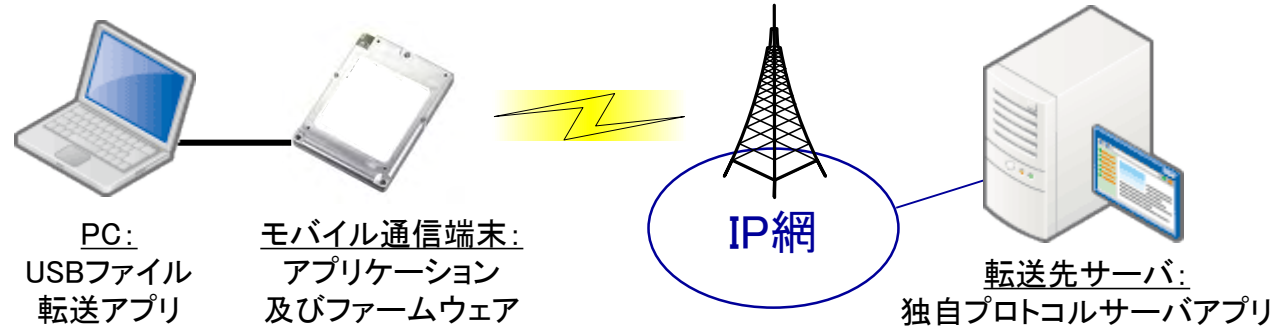 PC:
USBファイル
転送アプリ
モバイル通信端末:
アプリケーション
及びファームウェア
IP網
転送先サーバ:
独自プロトコルサーバアプリ